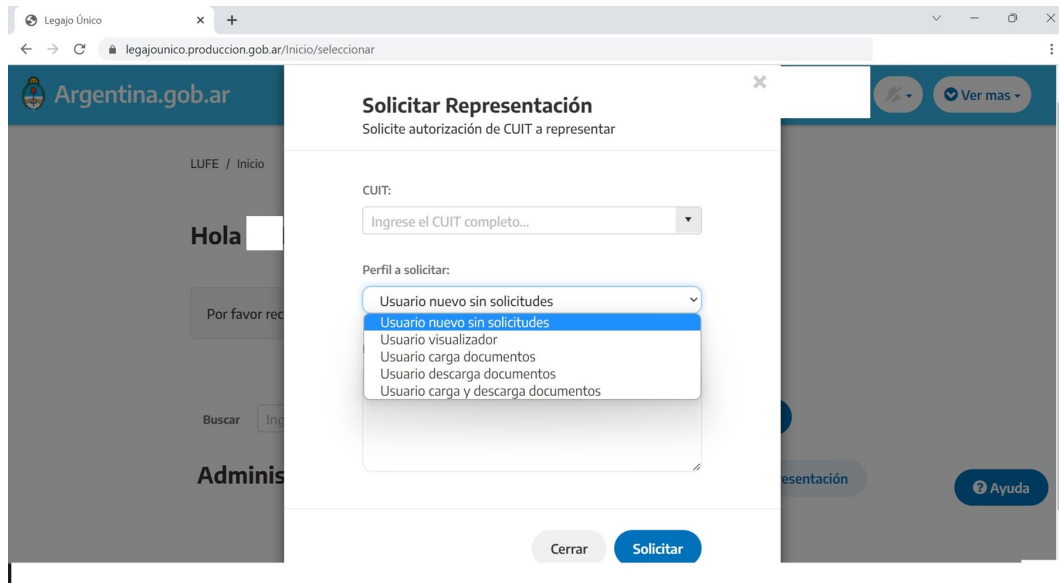 Legajo Único
legajounico.produccion.gob.ar/Inicio/seleccionar
Argentina.gob.ar
Ver mas
Solicitar Representación
Solicite autorización de CUIT a representar
LUFE / Inicio
CUIT:
Ingrese el CUIT completo...
Hola
Perfil a solicitar:
Usuario nuevo sin solicitudes
Por favor rec
Usuario nuevo sin solicitudes
Usuario visualizador
Usuario carga documentos
Usuario descarga documentos
Usuario carga y descarga documentos
Buscar Ing
Adminis
esentación
Ayuda
Cerrar Solicitar